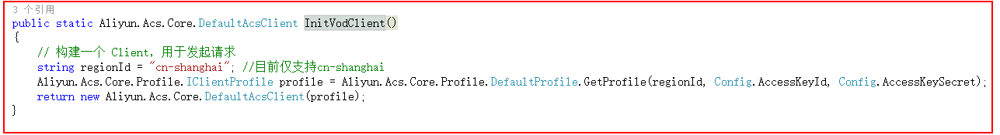 3 个引用
public static Aliyun.Acs.Core.DefaultAcsClient InitVodClient()
{
// 构建一个 Client，用于发起请求
string regionId = "cn-shanghai"; //目前仅支持cn-shanghai
Aliyun.Acs.Core.Profile.IClientProfile profile = Aliyun.Acs.Core.Profile.DefaultProfile.GetProfile(regionId, Config.AccessKeyId, Config.AccessKeySecret);
return new Aliyun.Acs.Core.DefaultAcsClient(profile);
}